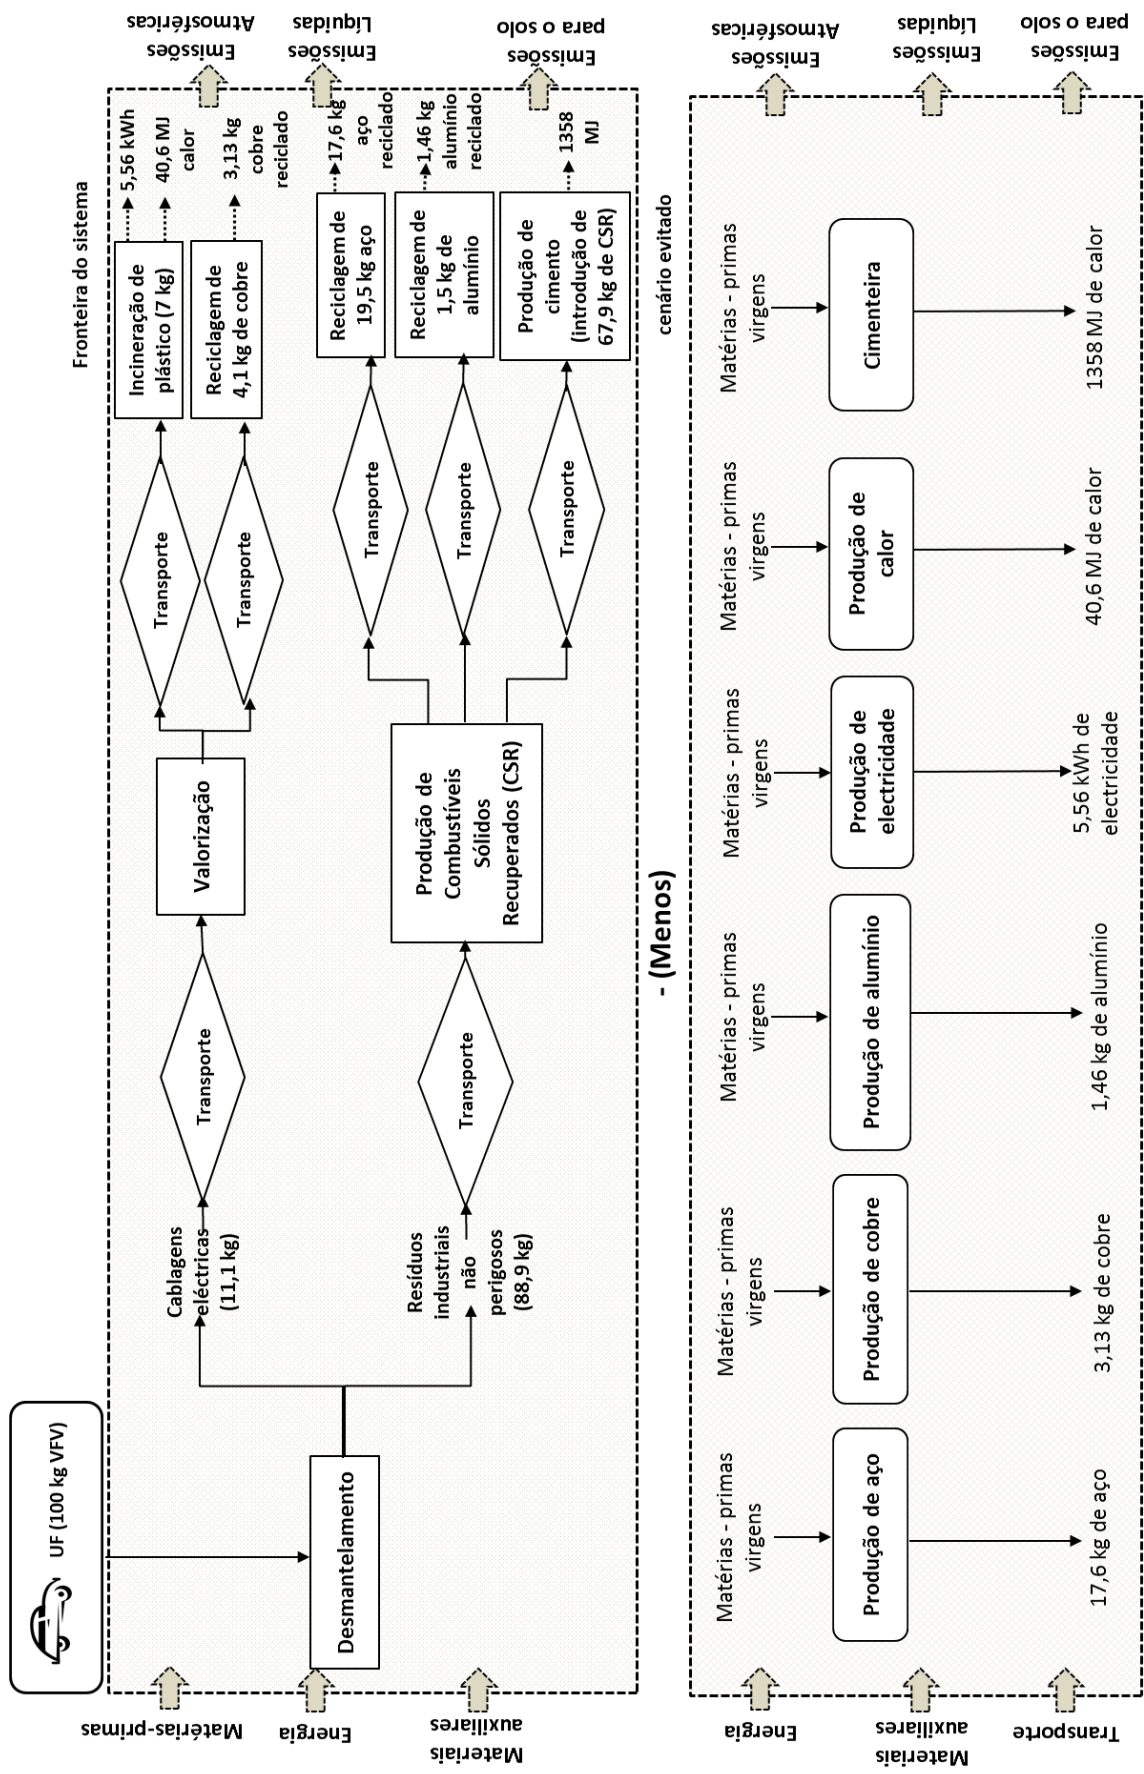 UF (100 kg VFV)
Fronteira do sistema
Matérias-primas
Energia
Materiais
auxiliares
Desmantelamento
Cablagens
eléctricas
(11,1 kg)
Resíduos
industriais
não
perigosos
(88,9 kg)
Transporte
Transporte
Valorização
Produção de
Combustíveis
Sólidos
Recuperados (CSR)
Transporte
Transporte
Transporte
Transporte
Transporte
Incineração de
plástico (7 kg)
Reciclagem de
4,1 kg de cobre
Reciclagem de
19,5 kg aço
Reciclagem de
1,5 kg de
alumínio
Produção de
cimento
(introdução de
67,9 kg de CSR)
5,56 kWh
40,6 MJ
calor
3,13 kg
cobre
reciclado
17,6 kg
aço
reciclado
1,46 kg
alumínio
reciclado
1358
MJ
Emissões
Atmosféricas
Emissões
Líquidas
Emissões
para o solo
- (Menos)
cenário evitado
Energia
Materiais
auxiliares
Transporte
Matérias - primas
virgens
Produção de aço
17,6 kg de aço
Matérias - primas
virgens
Produção de cobre
3,13 kg de cobre
Matérias - primas
virgens
Produção de alumínio
1,46 kg de alumínio
Matérias - primas
virgens
Produção de
electricidade
5,56 kWh de
electricidade
Matérias - primas
virgens
Produção de
calor
40,6 MJ de calor
Matérias - primas
virgens
Cimenteira
1358 MJ de calor
Emissões
Atmosféricas
Emissões
Líquidas
Emissões
para o solo